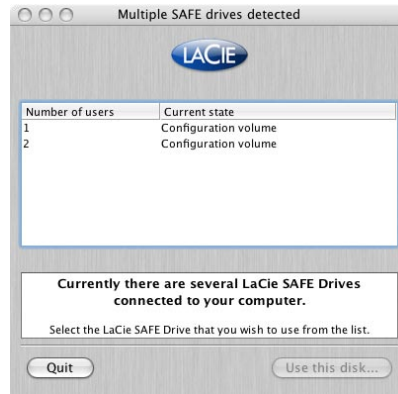 Multiple SAFE drives detected
LACIE
Number of users Current state
1 Configuration volume
2 Configuration volume
Currently there are several LaCie SAFE Drives
connected to your computer.
Select the LaCie SAFE Drive that you wish to use from the list.
Quit Use this disk...